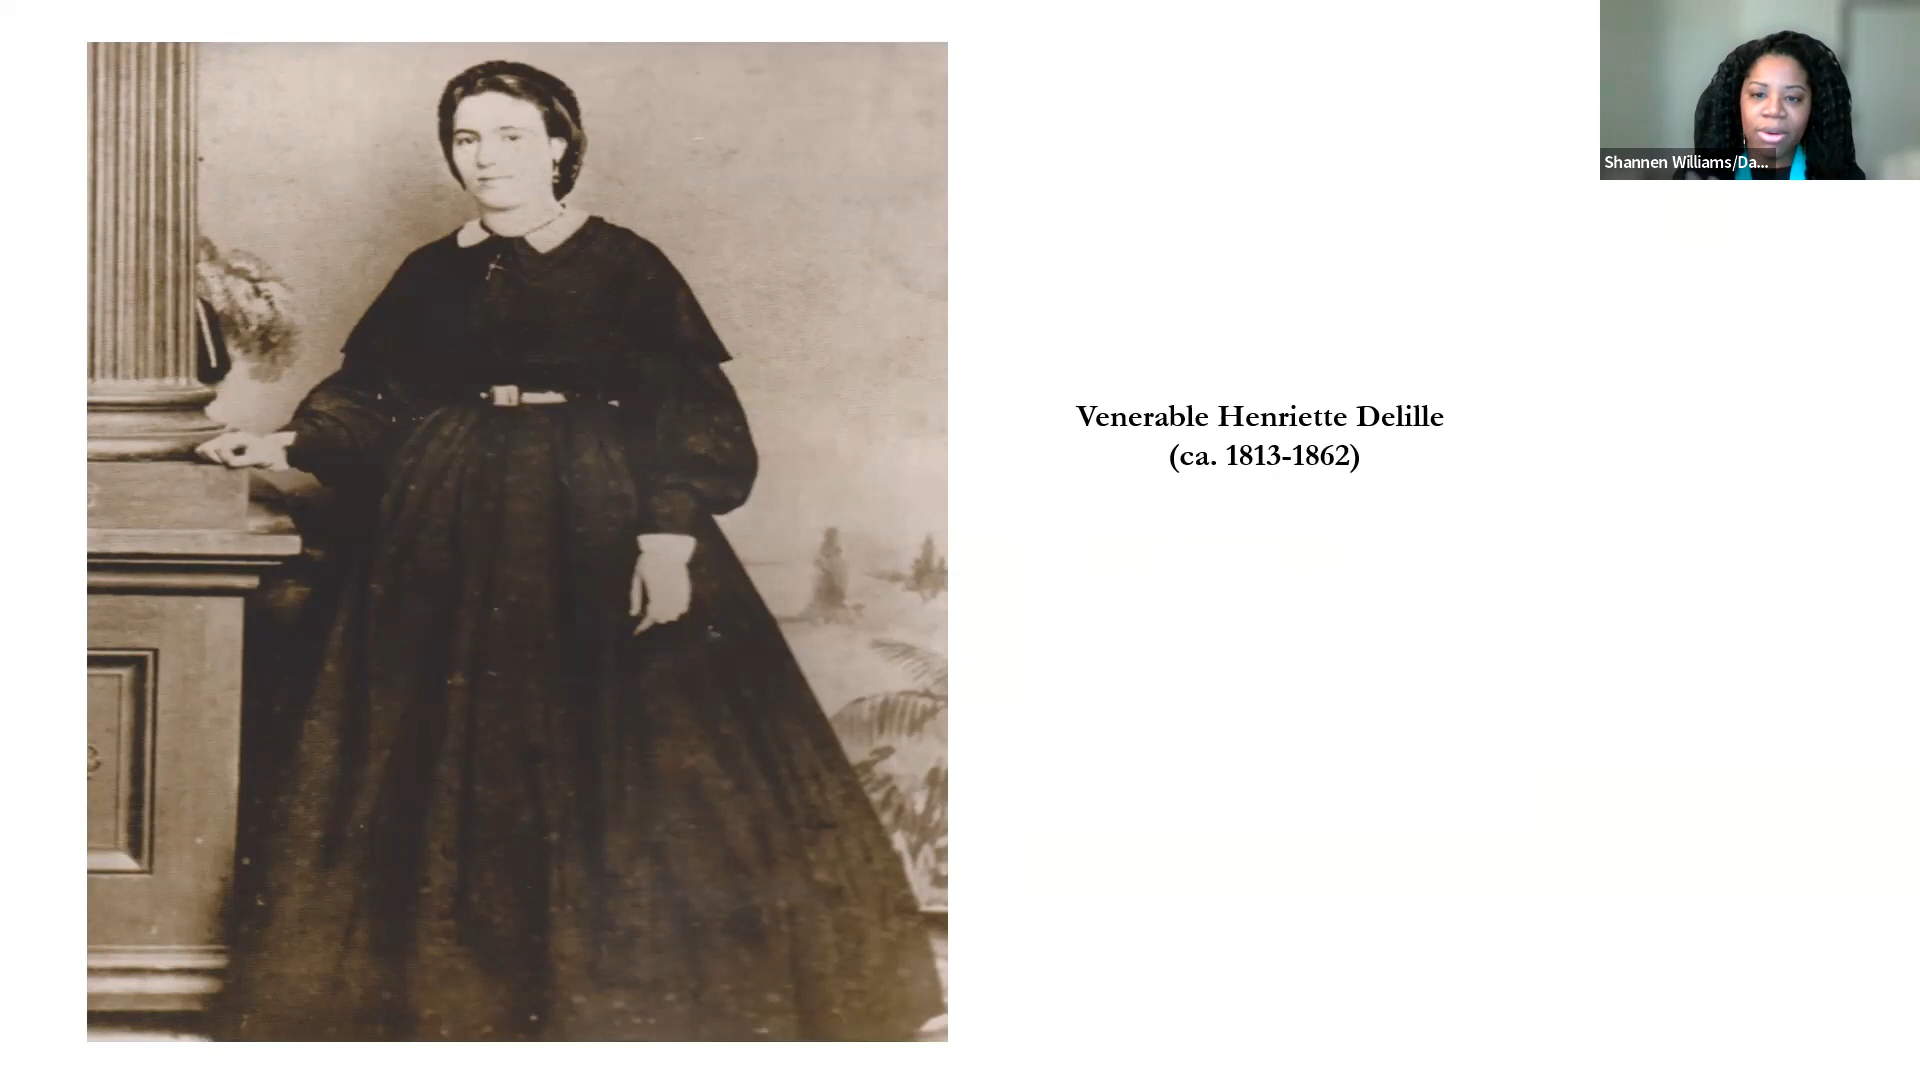 Shannen Williams/Da...
Venerable Henriette Delille
(ca. 1813-1862)